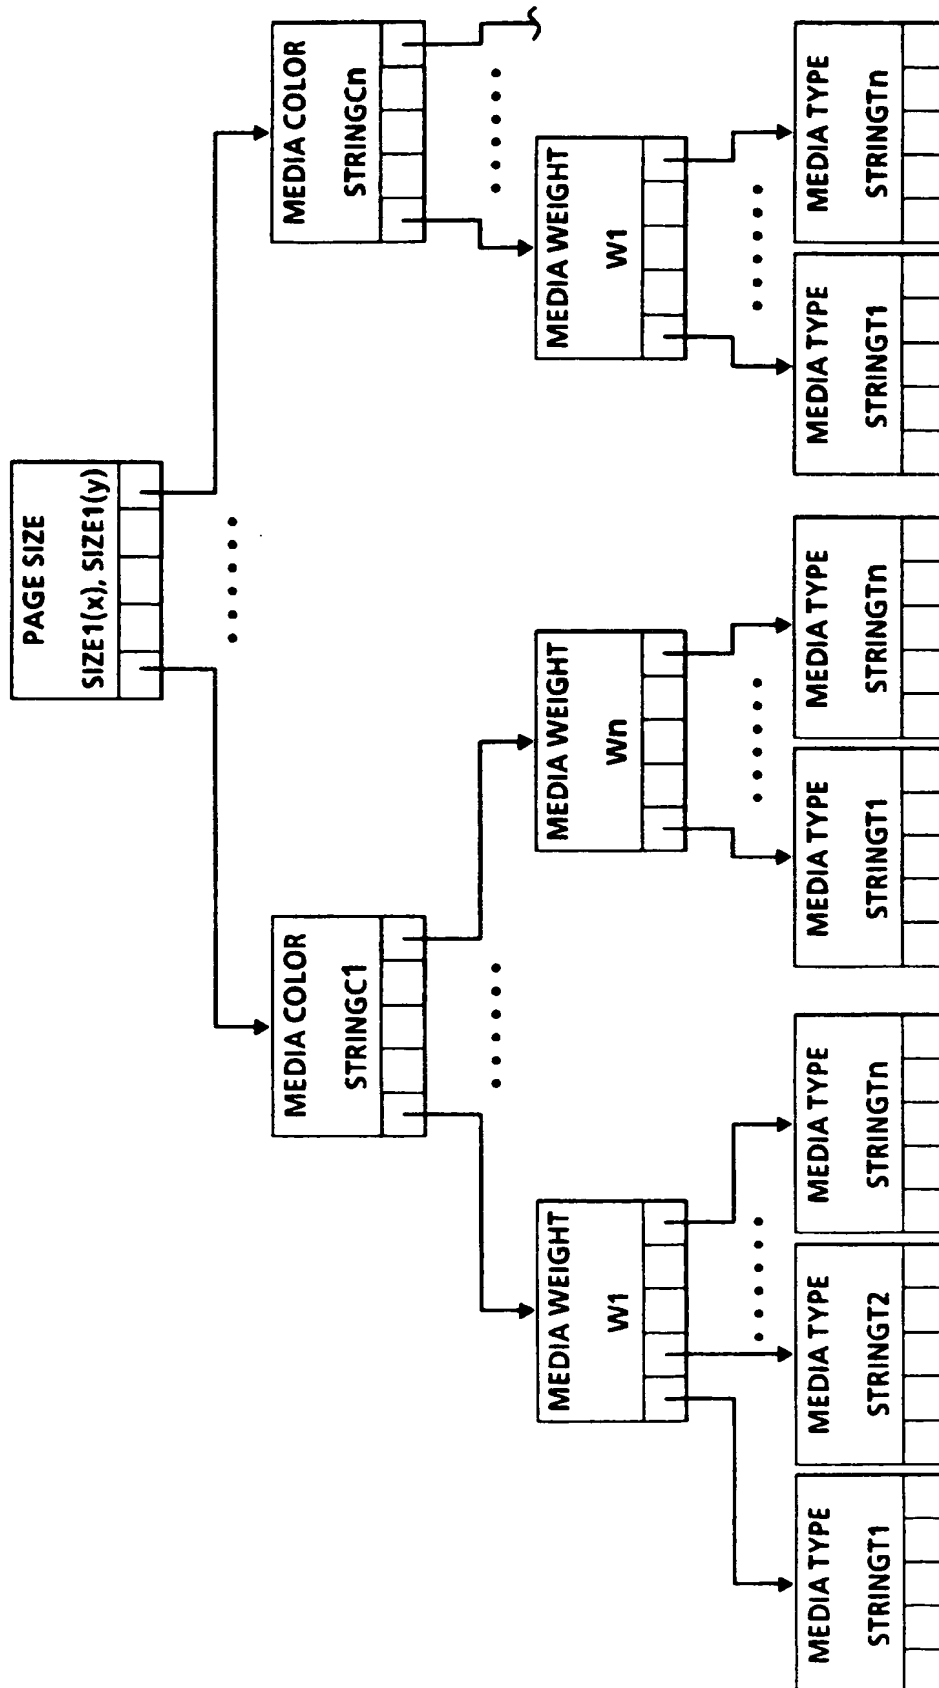 PAGE SIZE
SIZE1(x), SIZE1(y)
MEDIA COLOR
STRINGC1
MEDIA COLOR
STRINGCn
MEDIA WEIGHT
W1
MEDIA WEIGHT
Wn
MEDIA WEIGHT
W1
MEDIA TYPE
STRINGT1
MEDIA TYPE
STRINGT2
MEDIA TYPE
STRINGTn
MEDIA TYPE
STRINGT1
MEDIA TYPE
STRINGTn
MEDIA TYPE
STRINGT1
MEDIA TYPE
STRINGTn